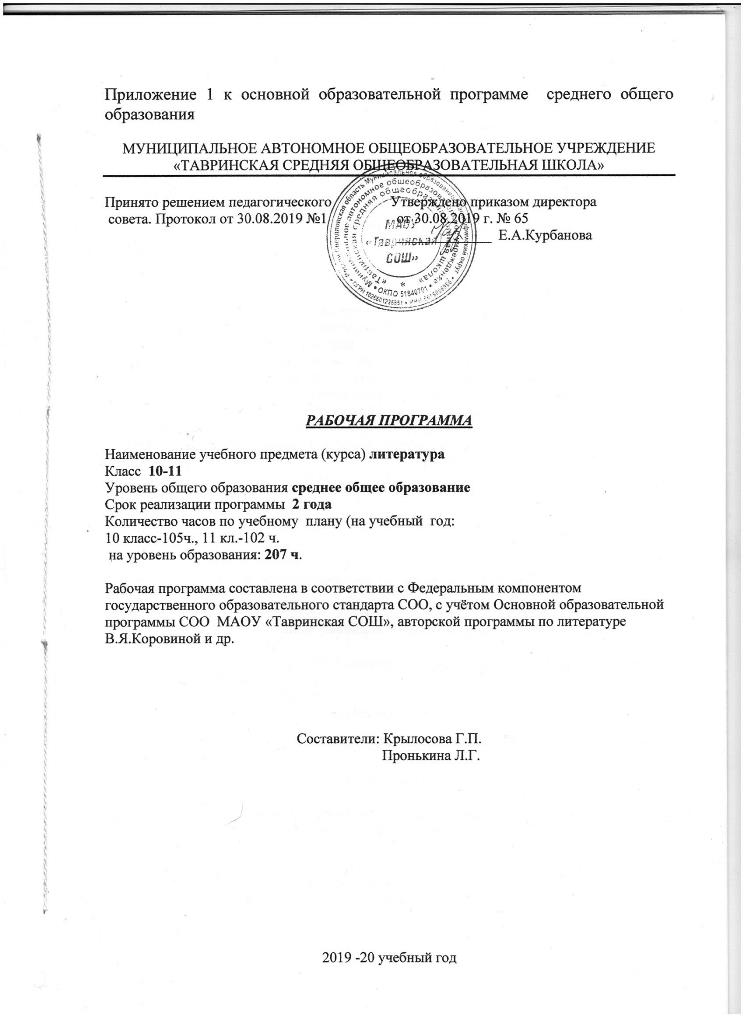 Приложение 1 к основной образовательной программе среднего общего
образования
МУНИЦИПАЛЬНОЕ АВТОНОМНОЕ ОБЩЕОБРАЗОВАТЕЛЬНОЕ УЧРЕЖДЕНИЕ
«ТАВРИНСКАЯ СРЕДНЯЯ ОБЩЕОБРАЗОВАТЕЛЬНАЯ ШКОЛА»
Принято решением педагогического Утверждено приказом директора
совета. Протокол от 30.08.2019 №1 от 30.08.2019 г. № 65
Е.А.Курбанова
МАОУ
«Тавринская
СОШ»
РАБОЧАЯ ПРОГРАММА
Наименование учебного предмета (курса) литература
Класс 10-11
Уровень общего образования среднее общее образование
Срок реализации программы 2 года
Количество часов по учебному плану (на учебный год:
10 класс-105ч., 11 кл.-102 ч.
на уровень образования: 207 ч.
Рабочая программа составлена в соответствии с Федеральным компонентом
государственного образовательного стандарта СОО, с учётом Основной образовательной
программы СОО МАОУ «Тавринская СОШ», авторской программы по литературе
В.Я.Коровиной и др.
Составители: Крылосова Г.П.
Пронькина Л.Г.
2019 -20 учебный год